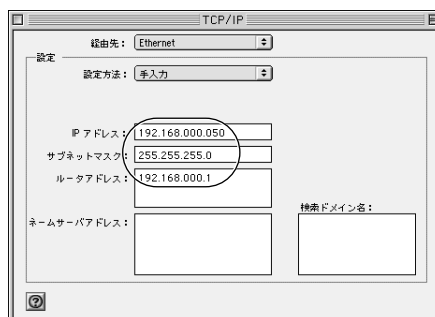 TCP/IP
経由先： Ethernet
設定
設定方法： 手入力
IP アドレス： 192.168.000.050
サブネットマスク： 255.255.255.0
ルータアドレス： 192.168.000.1
検索ドメイン名：
ネームサーバアドレス：
?